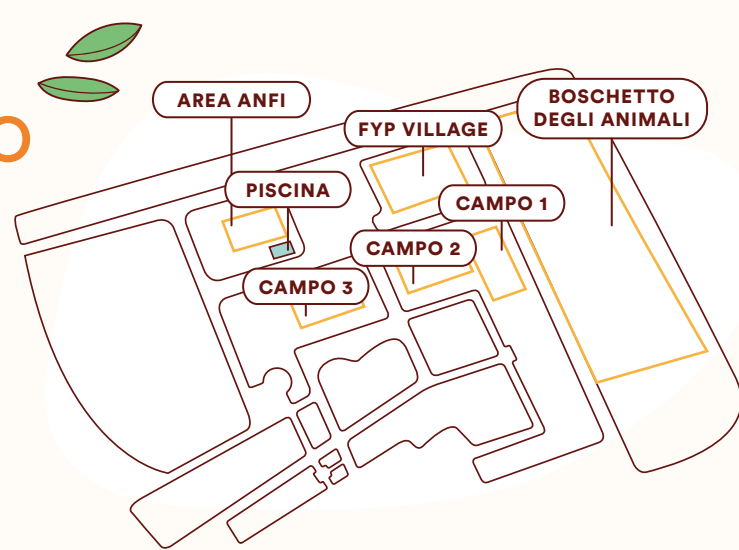 AREA ANFI
BOSCHETTO
DEGLI ANIMALI
FYP VILLAGE
PISCINA
CAMPO 1
CAMPO 2
CAMPO 3